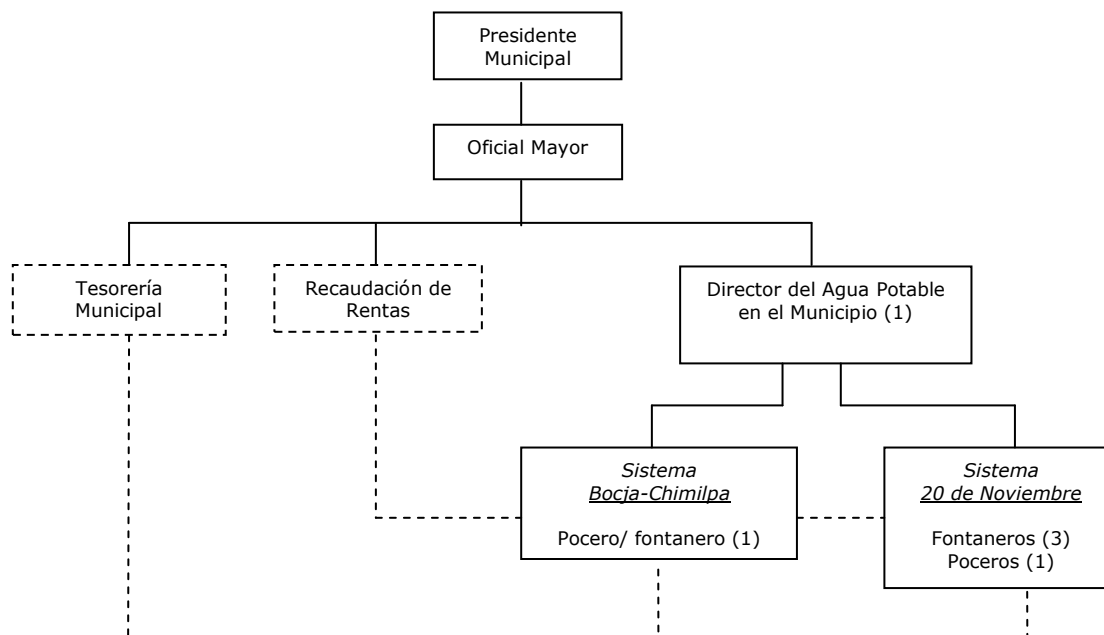 Presidente
Municipal
Oficial Mayor
Tesorería
Municipal
Recaudación de
Rentas
Director del Agua Potable
en el Municipio (1)
Sistema
Bocja-Chimilpa
Pocero/ fontanero (1)
Sistema
20 de Noviembre
Fontaneros (3)
Poceros (1)